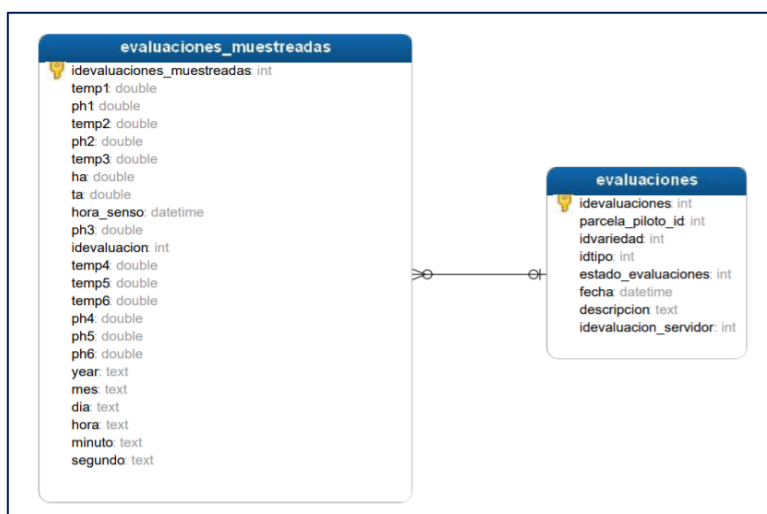 evaluaciones_muestreadas
idevaluaciones_muestreadas: int
temp1: double
ph1: double
temp2: double
ph2: double
temp3: double
ha: double
ta: double
hora_senso: datetime
ph3: double
idevaluacion: int
temp4: double
temp5: double
temp6: double
ph4: double
ph5: double
ph6: double
year: text
mes: text
dia: text
hora: text
minuto: text
segundo: text
evaluaciones
idevaluaciones: int
parcela_piloto_id: int
idvariedad: int
idtipo: int
estado_evaluaciones: int
fecha: datetime
descripcion: text
idevaluacion_servidor: int